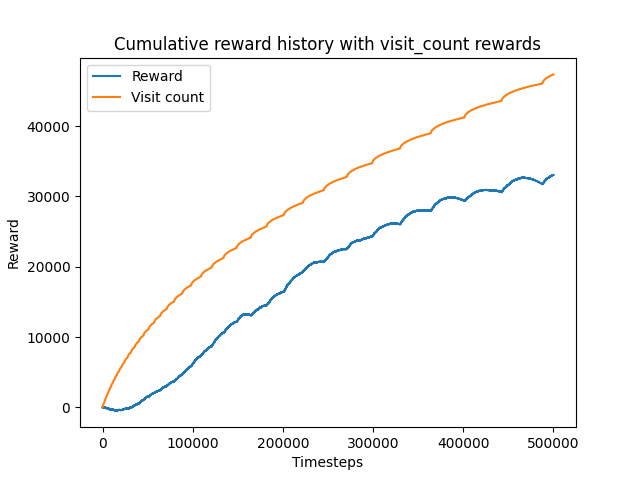 Cumulative reward history with visit_count rewards
Reward
Visit count
40000
30000
20000
10000
0
Reward
0 100000 200000 300000 400000 500000
Timesteps